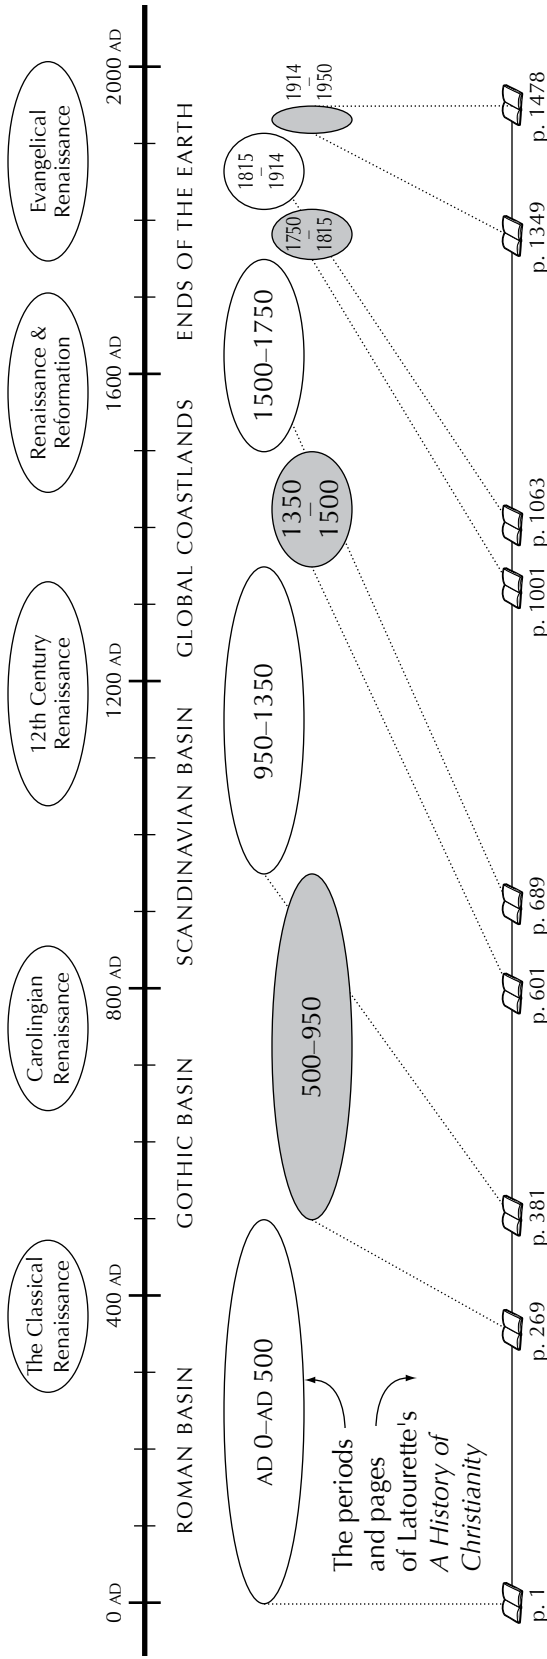 The Classical
Renaissance
Carolingian
Renaissance
12th Century
Renaissance
Renaissance &
Reformation
Evangelical
Renaissance
0 AD
400 AD
800 AD
1200 AD
1600 AD
2000 AD
ROMAN BASIN
GOTHIC BASIN
SCANDINAVIAN BASIN
GLOBAL COASTLANDS
ENDS OF THE EARTH
AD 0–AD 500
500–950
950–1350
1350
–
1500
1500–1750
1750
–
1815
1815
–
1914
1914
–
1950
The periods
and pages
of Latourette's
A History of
Christianity
p. 1
p. 269
p. 381
p. 601
p. 689
p. 1001
p. 1063
p. 1349
p. 1478